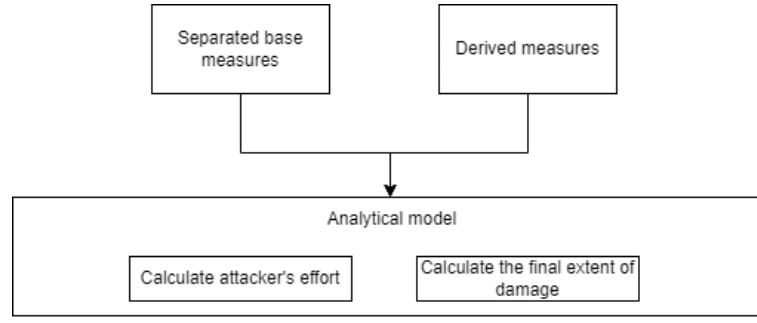 Separated base
measures
Derived measures
Analytical model
Calculate attacker's effort
Calculate the final extent of
damage